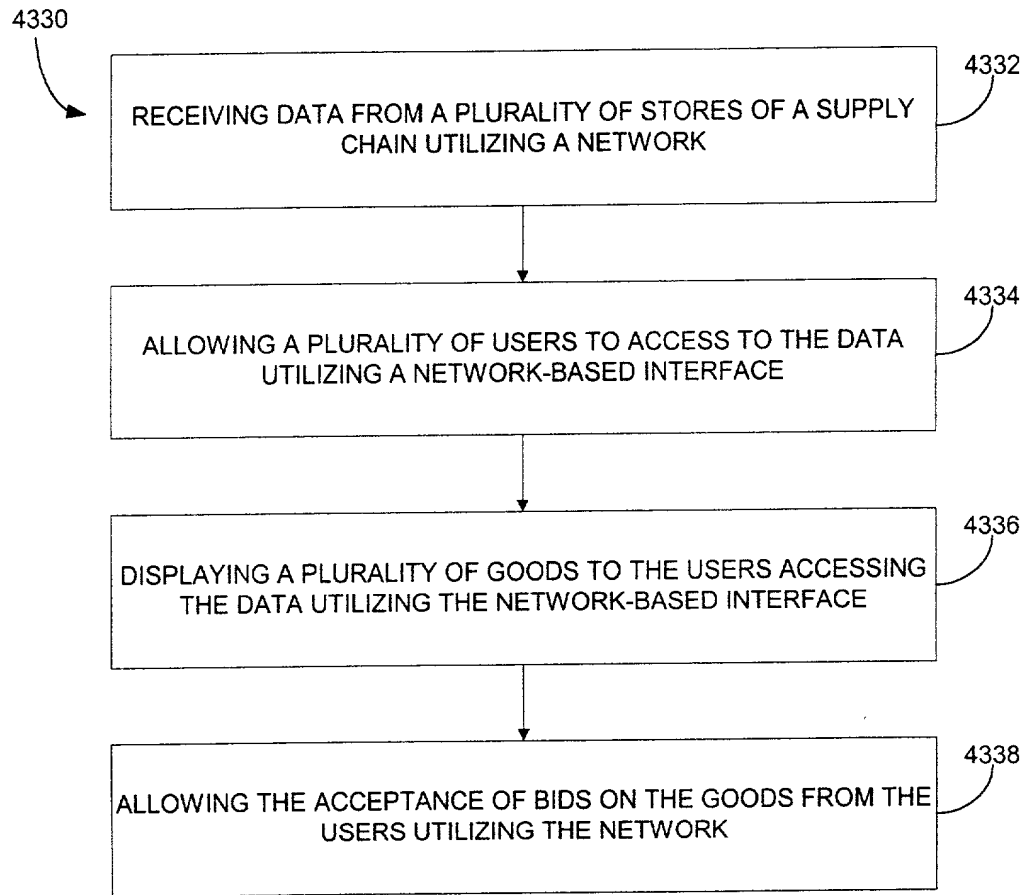 4330
4332
RECEIVING DATA FROM A PLURALITY OF STORES OF A SUPPLY
CHAIN UTILIZING A NETWORK
4334
ALLOWING A PLURALITY OF USERS TO ACCESS TO THE DATA
UTILIZING A NETWORK-BASED INTERFACE
4336
DISPLAYING A PLURALITY OF GOODS TO THE USERS ACCESSING
THE DATA UTILIZING THE NETWORK-BASED INTERFACE
4338
ALLOWING THE ACCEPTANCE OF BIDS ON THE GOODS FROM THE
USERS UTILIZING THE NETWORK